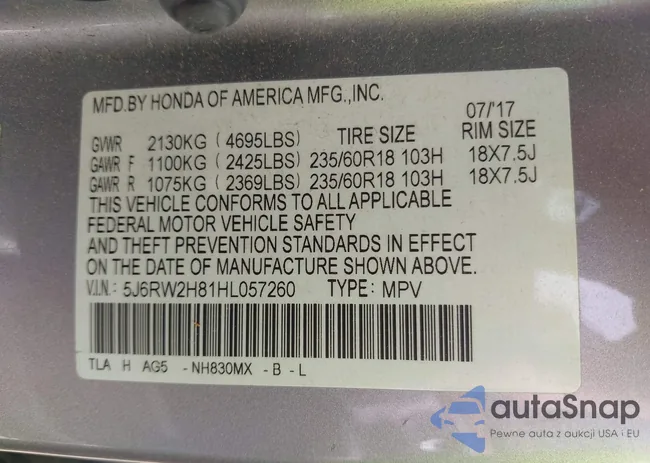 MFD.BY HONDA OF AMERICA MFG.,INC.
07/'17
GVWR 2130KG ( 4695LBS) TIRE SIZE RIM SIZE
GAWR F 1100KG ( 2425LBS) 235/60R18 103H 18X7.5J
GAWR R 1075KG ( 2369LBS) 235/60R18 103H 18X7.5J
THIS VEHICLE CONFORMS TO ALL APPLICABLE
FEDERAL MOTOR VEHICLE SAFETY
AND THEFT PREVENTION STANDARDS IN EFFECT
ON THE DATE OF MANUFACTURE SHOWN ABOVE.
V.I.N.: 5J6RW2H81HL057260 TYPE: MPV
TLA H AG5 - NH830MX - B - L
autaSnap
Pewne auta z aukcji USA i EU